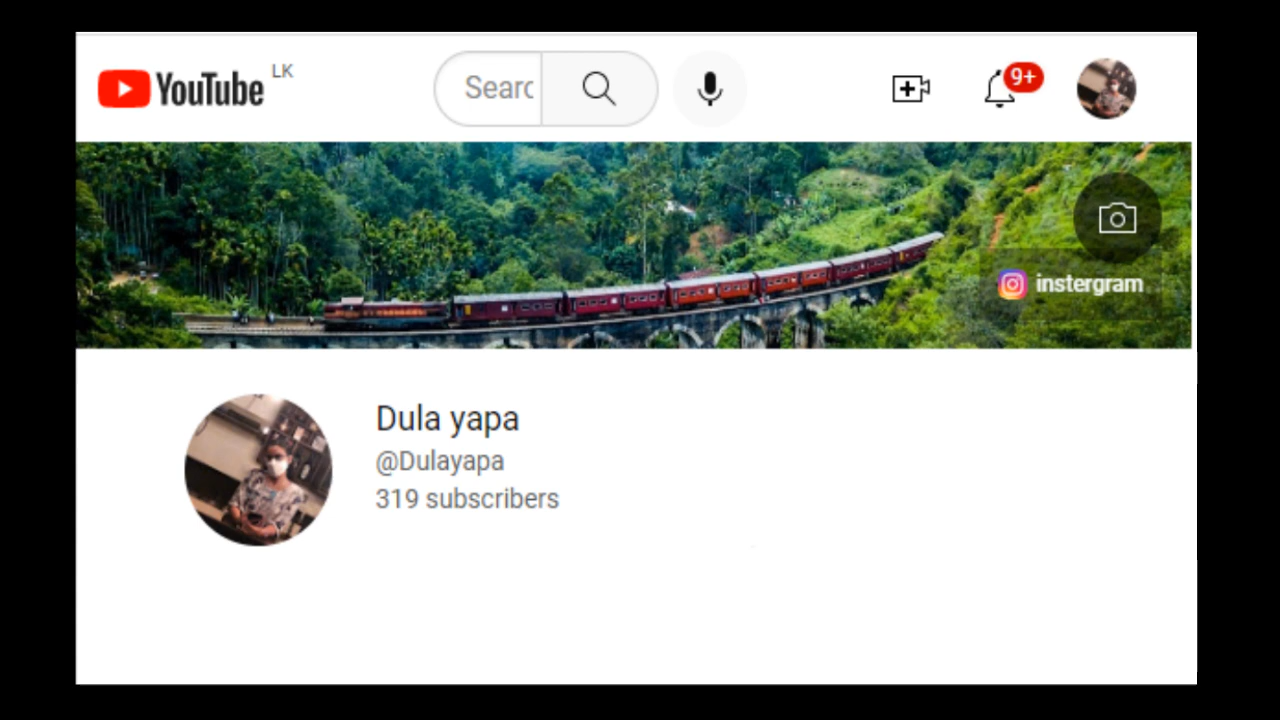 YouTube LK
Searc
9+
instergram
Dula yapa
@Dulayapa
319 subscribers